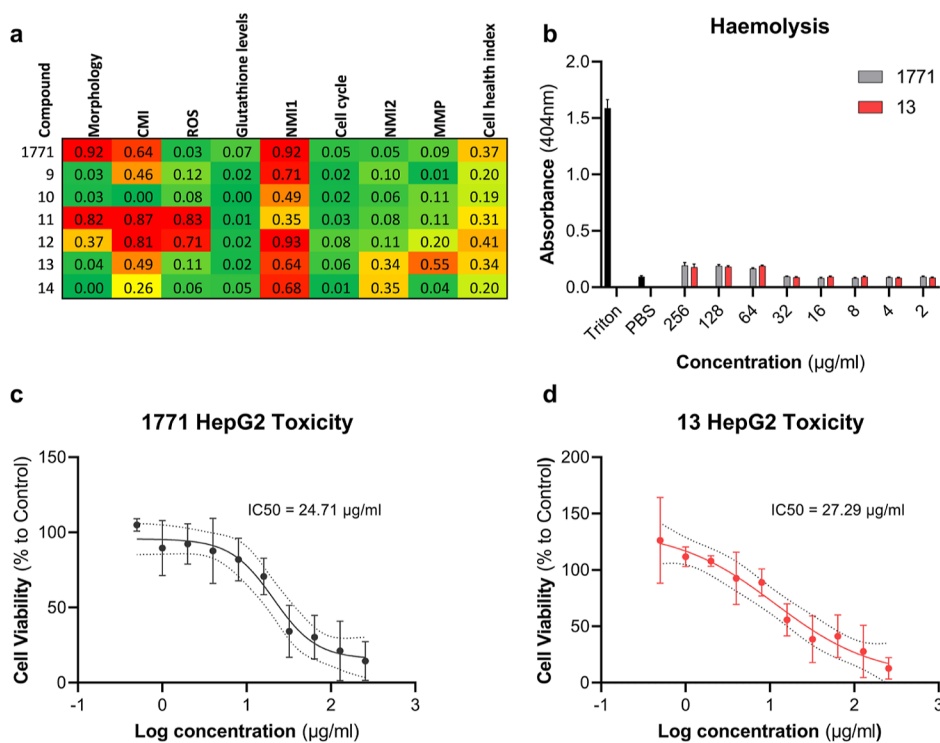 a
Compound
Morphology
CMI
ROS
Glutathione levels
NMI1
Cell cycle
NMI2
MMP
Cell health index
1771 0.92 0.64 0.03 0.07 0.92 0.05 0.05 0.09 0.37
9 0.03 0.46 0.12 0.02 0.71 0.02 0.10 0.01 0.20
10 0.03 0.00 0.08 0.00 0.49 0.02 0.06 0.11 0.19
11 0.82 0.87 0.83 0.01 0.35 0.03 0.08 0.11 0.31
12 0.37 0.81 0.71 0.02 0.93 0.08 0.11 0.20 0.41
13 0.04 0.49 0.11 0.02 0.64 0.06 0.34 0.55 0.34
14 0.00 0.26 0.06 0.05 0.68 0.01 0.35 0.04 0.20
b
Haemolysis
Absorbance (404nm)
2.0
1.5
1.0
0.5
0.0
1771
13
Triton PBS 256 128 64 32 16 8 4 2
Concentration (µg/ml)
c
1771 HepG2 Toxicity
Cell Viability (% to Control)
150
100
50
0
IC50 = 24.71 µg/ml
-1 0 1 2 3
Log concentration (µg/ml)
d
13 HepG2 Toxicity
Cell Viability (% to Control)
200
150
100
50
0
IC50 = 27.29 µg/ml
-1 0 1 2 3
Log concentration (µg/ml)